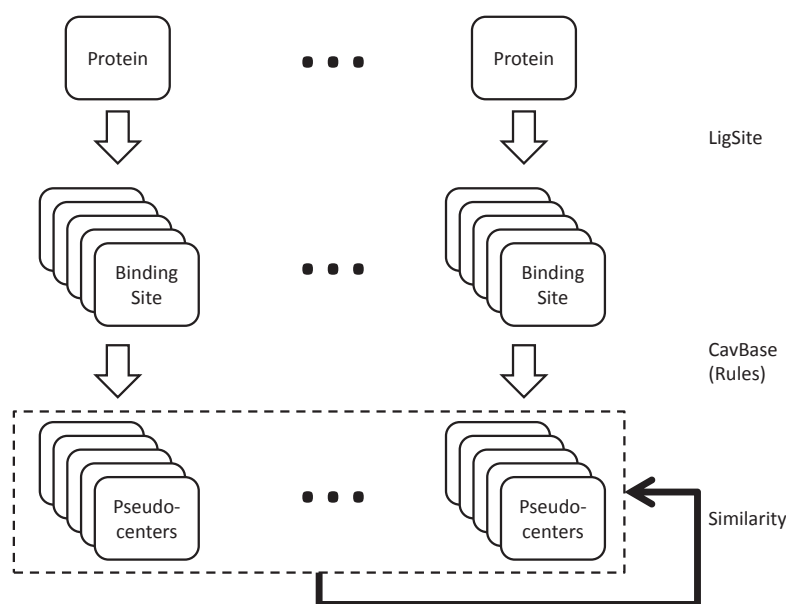 Protein
Protein
LigSite
Binding
Site
Binding
Site
CavBase
(Rules)
Pseudo-
centers
Pseudo-
centers
Similarity